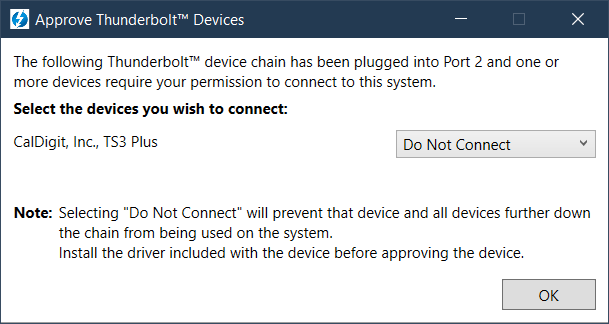 Approve Thunderbolt™ Devices
The following Thunderbolt™ device chain has been plugged into Port 2 and one or
more devices require your permission to connect to this system.
Select the devices you wish to connect:
CalDigit, Inc., TS3 Plus
Do Not Connect
Note: Selecting "Do Not Connect" will prevent that device and all devices further down
the chain from being used on the system.
Install the driver included with the device before approving the device.
OK